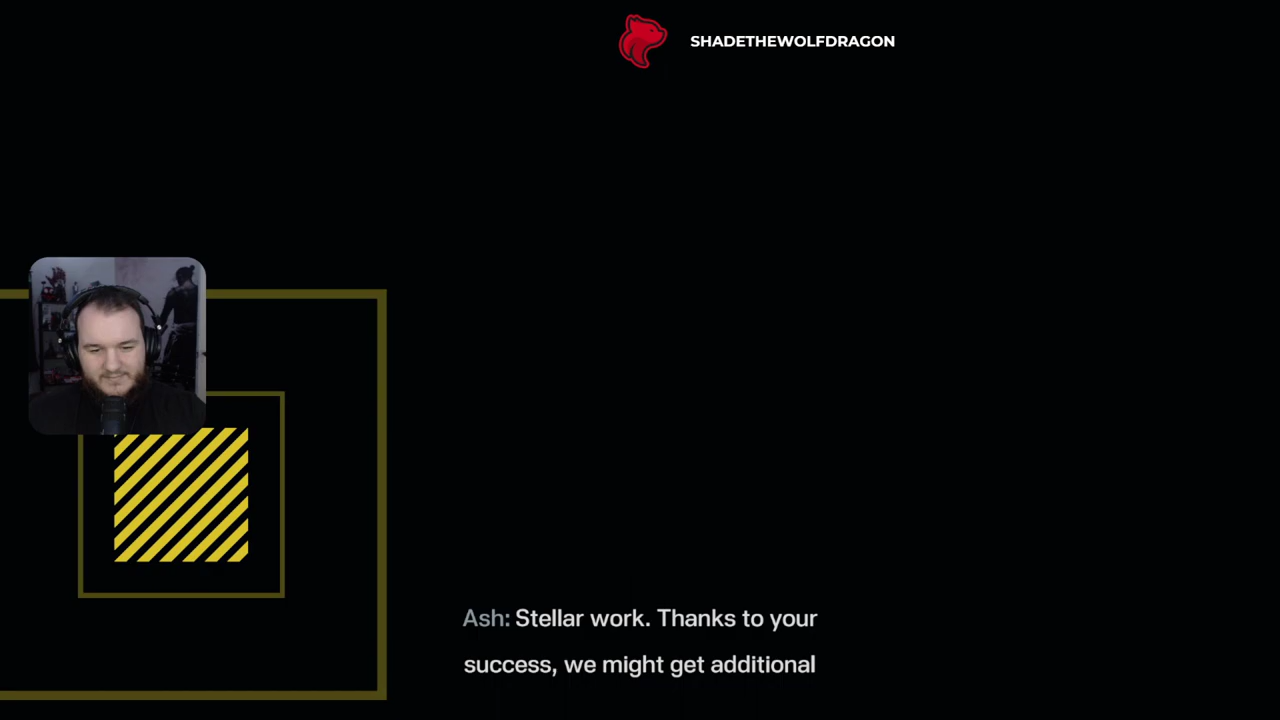 SHADETHEWOLFDRAGON
Ash: Stellar work. Thanks to your
success, we might get additional